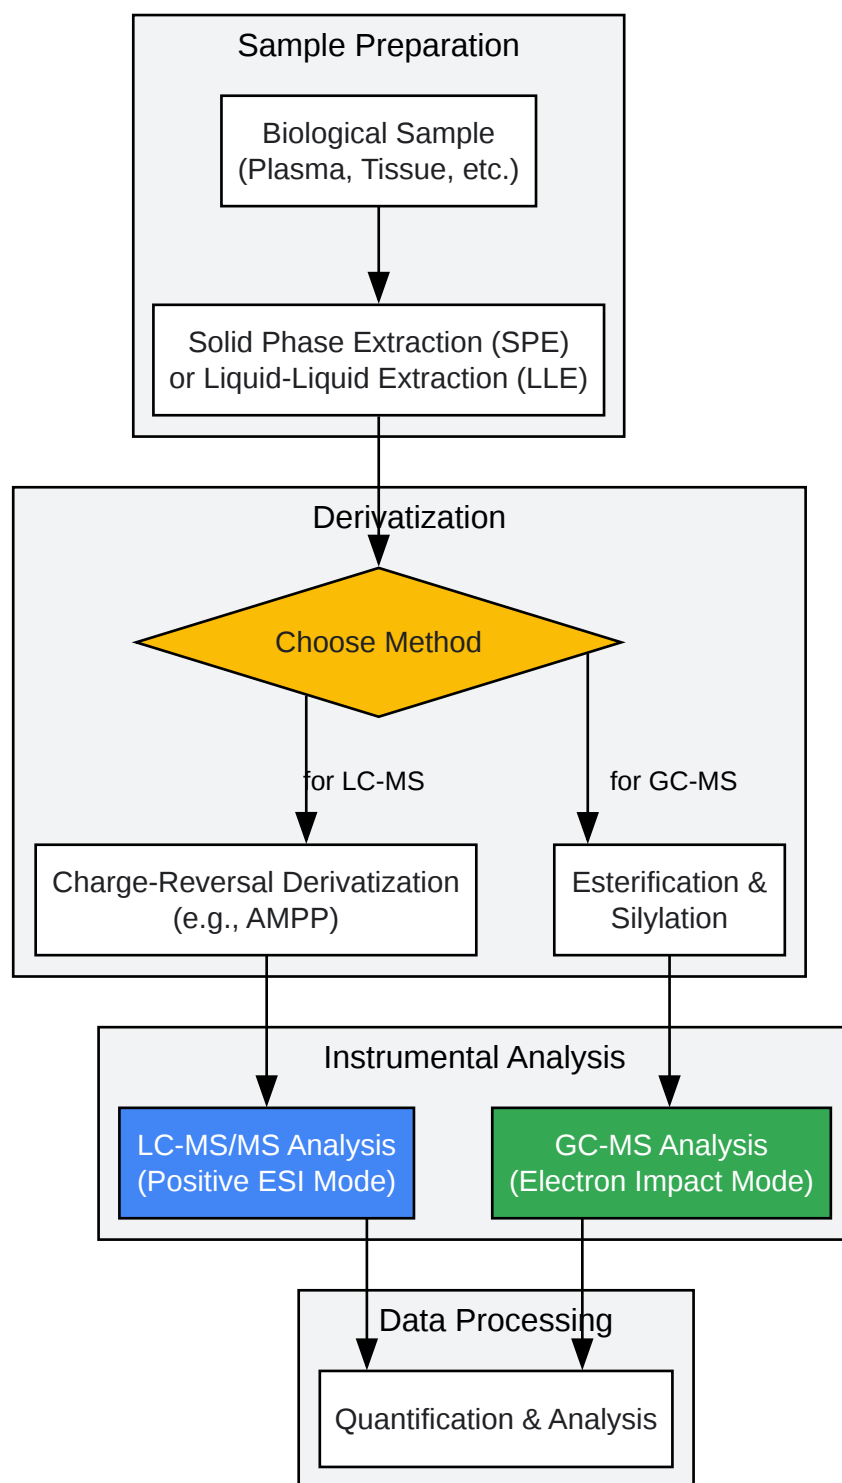 Sample Preparation
Biological Sample
(Plasma, Tissue, etc.)
Solid Phase Extraction (SPE)
or Liquid-Liquid Extraction (LLE)
Derivatization
Choose Method
for LC-MS
for GC-MS
Charge-Reversal Derivatization
(e.g., AMPP)
Esterification &
Silylation
Instrumental Analysis
LC-MS/MS Analysis
(Positive ESI Mode)
GC-MS Analysis
(Electron Impact Mode)
Data Processing
Quantification & Analysis